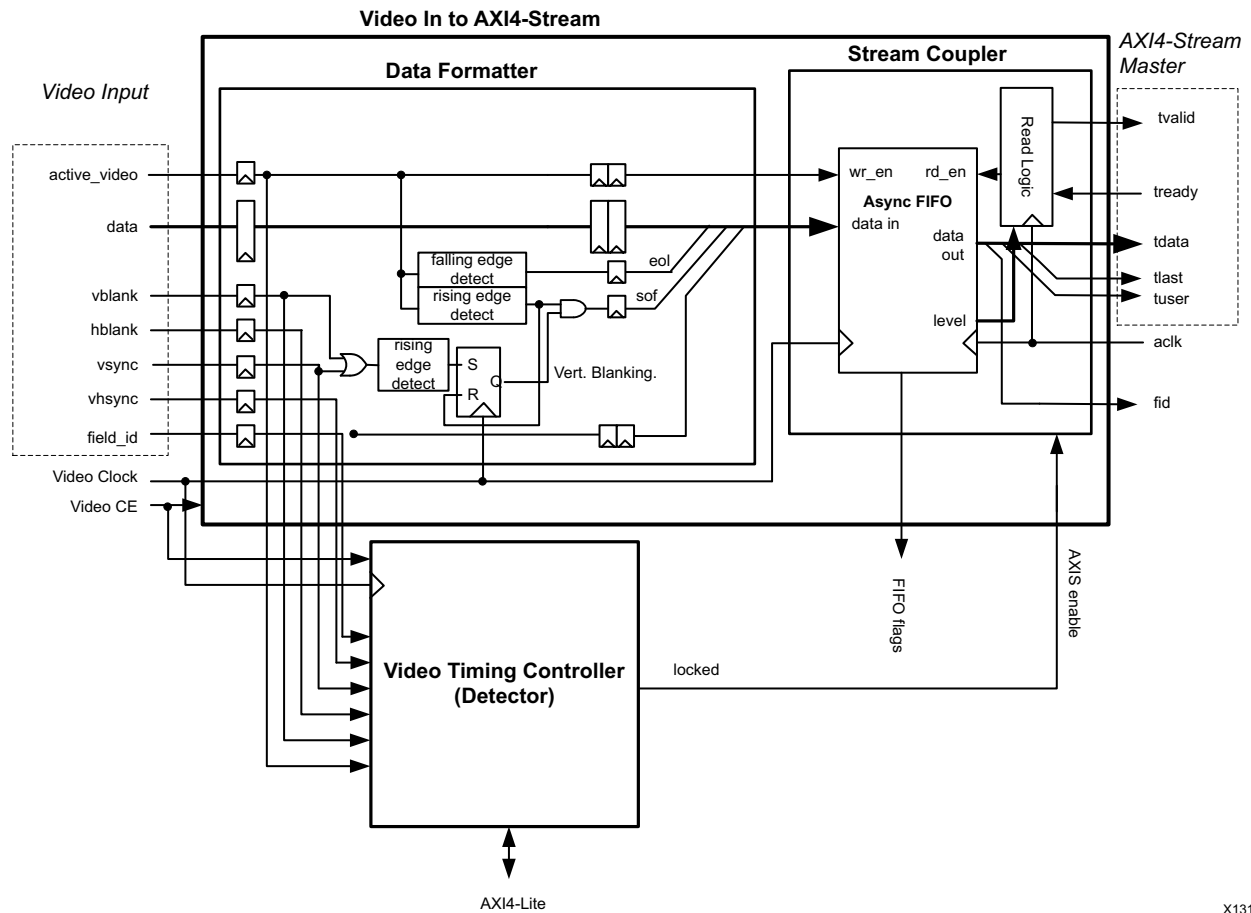 Video In to AXI4-Stream
Data Formatter
Stream Coupler
AXI4-Stream
Master
Video Input
active_video
data
vblank
hblank
vsync
vhsync
field_id
Video Clock
Video CE
falling edge
detect
rising edge
detect
eol
sof
rising
edge
detect
S
R
Q
Vert. Blanking.
wr_en
rd_en
Async FIFO
data in
data
out
level
Read Logic
tvalid
tready
tdata
tlast
tuser
aclk
fid
FIFO flags
AXIS enable
Video Timing Controller
(Detector)
locked
AXI4-Lite
X131